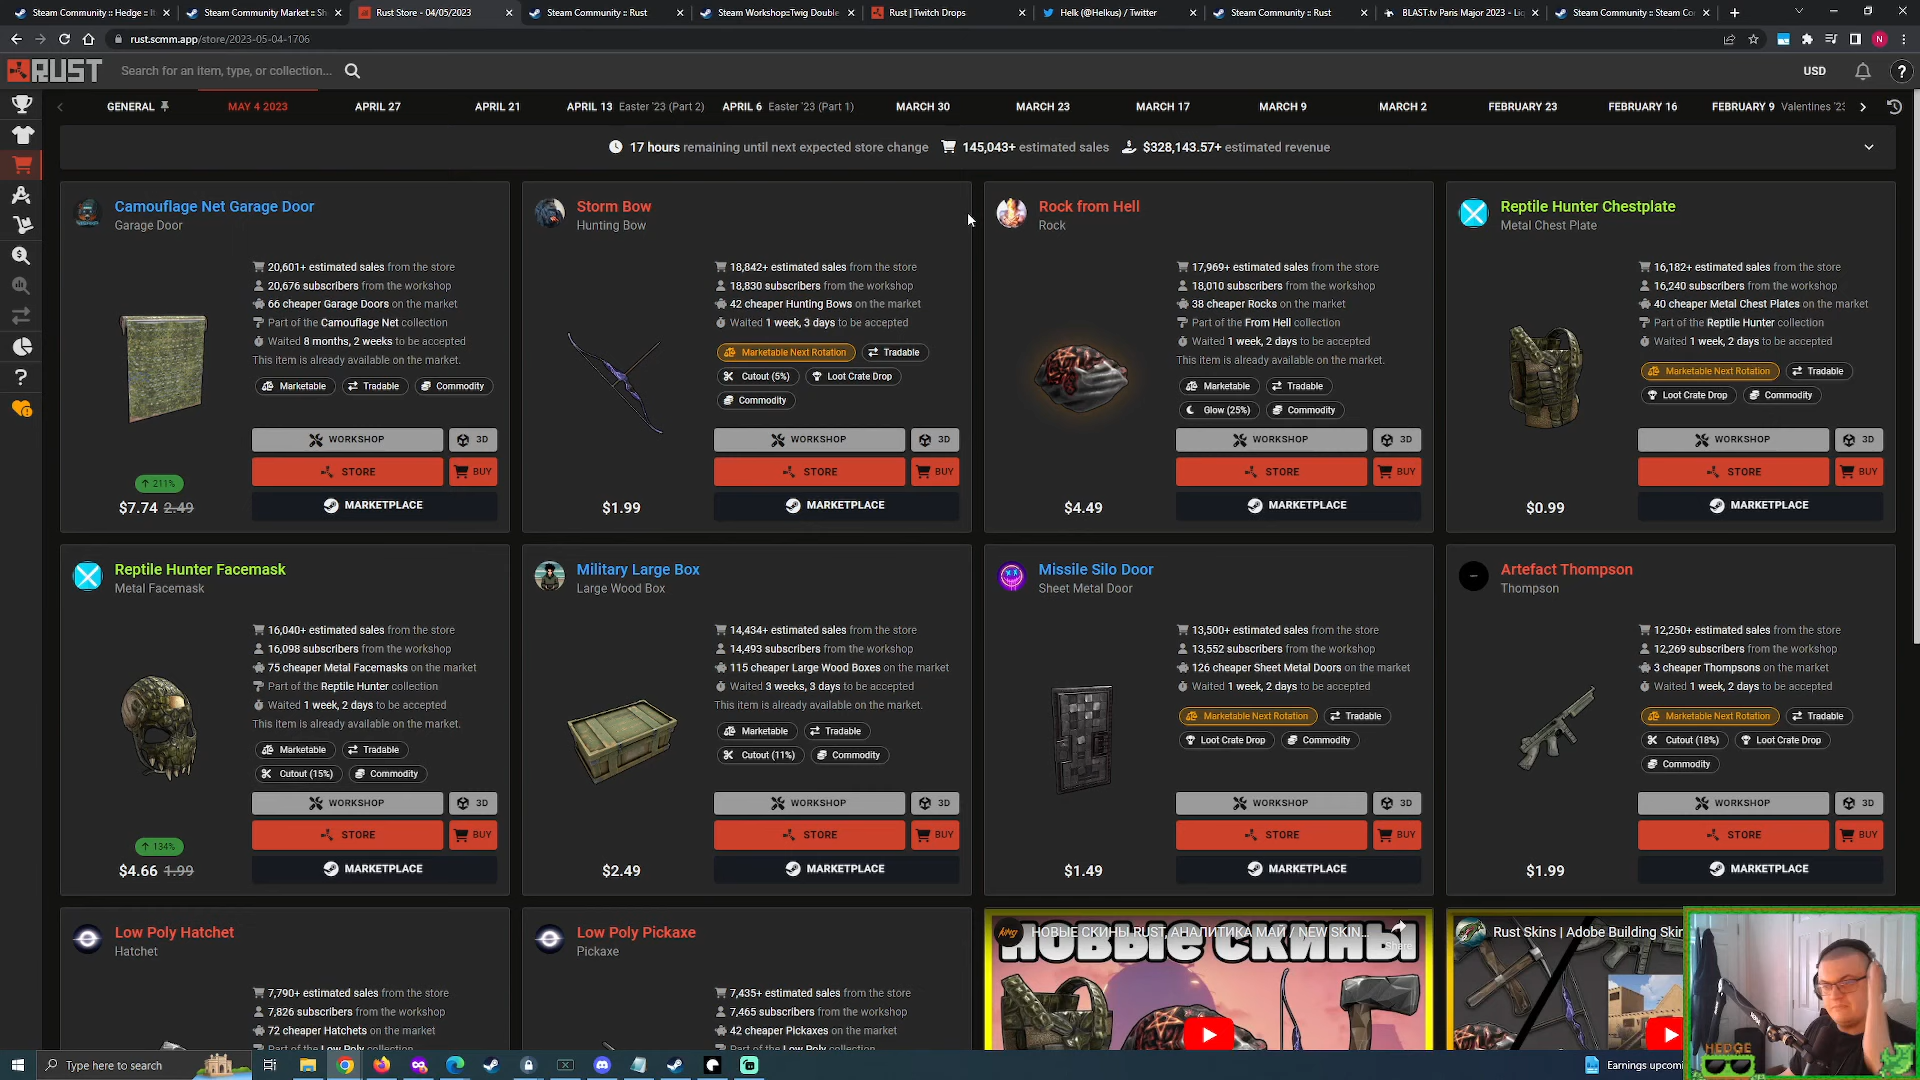 Steam Community :: Hedge :: It
Steam Community Market :: Sh
Rust Store - 04/05/2023
Steam Community :: Rust
Steam Workshop::Twig Double
Rust | Twitch Drops
Helk (@Helkus) / Twitter
Steam Community :: Rust
BLAST.tv Paris Major 2023 - Liq
Steam Community :: Steam Co
rust.scmm.app/store/2023-05-04-1706
RUST
Search for an item, type, or collection...
USD
GENERAL
MAY 4 2023
APRIL 27
APRIL 21
APRIL 13 Easter '23 (Part 2)
APRIL 6 Easter '23 (Part 1)
MARCH 30
MARCH 23
MARCH 17
MARCH 9
MARCH 2
FEBRUARY 23
FEBRUARY 16
FEBRUARY 9 Valentines '23
17 hours remaining until next expected store change 145,043+ estimated sales $328,143.57+ estimated revenue
Camouflage Net Garage Door
Garage Door
20,601+ estimated sales from the store
20,676 subscribers from the workshop
66 cheaper Garage Doors on the market
Part of the Camouflage Net collection
Waited 8 months, 2 weeks to be accepted
This item is already available on the market.
Marketable Tradable Commodity
WORKSHOP 3D
STORE BUY
MARKETPLACE
211%
$7.74 2.49
Storm Bow
Hunting Bow
18,842+ estimated sales from the store
18,830 subscribers from the workshop
42 cheaper Hunting Bows on the market
Waited 1 week, 3 days to be accepted
Marketable Next Rotation Tradable
Cutout (5%) Loot Crate Drop
Commodity
WORKSHOP 3D
STORE BUY
MARKETPLACE
$1.99
Rock from Hell
Rock
17,969+ estimated sales from the store
18,010 subscribers from the workshop
38 cheaper Rocks on the market
Part of the From Hell collection
Waited 1 week, 2 days to be accepted
This item is already available on the market.
Marketable Tradable
Glow (25%) Commodity
WORKSHOP 3D
STORE BUY
MARKETPLACE
$4.49
Reptile Hunter Chestplate
Metal Chest Plate
16,182+ estimated sales from the store
16,240 subscribers from the workshop
40 cheaper Metal Chest Plates on the market
Part of the Reptile Hunter collection
Waited 1 week, 2 days to be accepted
Marketable Next Rotation Tradable
Loot Crate Drop Commodity
WORKSHOP 3D
STORE BUY
MARKETPLACE
$0.99
Reptile Hunter Facemask
Metal Facemask
16,040+ estimated sales from the store
16,098 subscribers from the workshop
75 cheaper Metal Facemasks on the market
Part of the Reptile Hunter collection
Waited 1 week, 2 days to be accepted
This item is already available on the market.
Marketable Tradable
Cutout (15%) Commodity
WORKSHOP 3D
STORE BUY
MARKETPLACE
134%
$4.66 1.99
Military Large Box
Large Wood Box
14,434+ estimated sales from the store
14,493 subscribers from the workshop
115 cheaper Large Wood Boxes on the market
Waited 3 weeks, 3 days to be accepted
This item is already available on the market.
Marketable Tradable
Cutout (11%) Commodity
WORKSHOP 3D
STORE BUY
MARKETPLACE
$2.49
Missile Silo Door
Sheet Metal Door
13,500+ estimated sales from the store
13,552 subscribers from the workshop
126 cheaper Sheet Metal Doors on the market
Waited 1 week, 2 days to be accepted
Marketable Next Rotation Tradable
Loot Crate Drop Commodity
WORKSHOP 3D
STORE BUY
MARKETPLACE
$1.49
Artefact Thompson
Thompson
12,250+ estimated sales from the store
12,269 subscribers from the workshop
3 cheaper Thompsons on the market
Waited 1 week, 2 days to be accepted
Marketable Next Rotation Tradable
Cutout (18%) Loot Crate Drop
Commodity
WORKSHOP 3D
STORE BUY
MARKETPLACE
$1.99
Low Poly Hatchet
Hatchet
7,790+ estimated sales from the store
7,826 subscribers from the workshop
72 cheaper Hatchets on the market
Part of the Low Poly collection
Low Poly Pickaxe
Pickaxe
7,435+ estimated sales from the store
7,465 subscribers from the workshop
42 cheaper Pickaxes on the market
Part of the Low Poly collection
НОВЫЕ СКИНЫ RUST, АНАЛИТИКА МАЙ / NEW SKIN...
Share
НОВЫЕ СКИНЫ
Rust Skins | Adobe Building Skin
HEDGE
Type here to search
Earnings upcomi